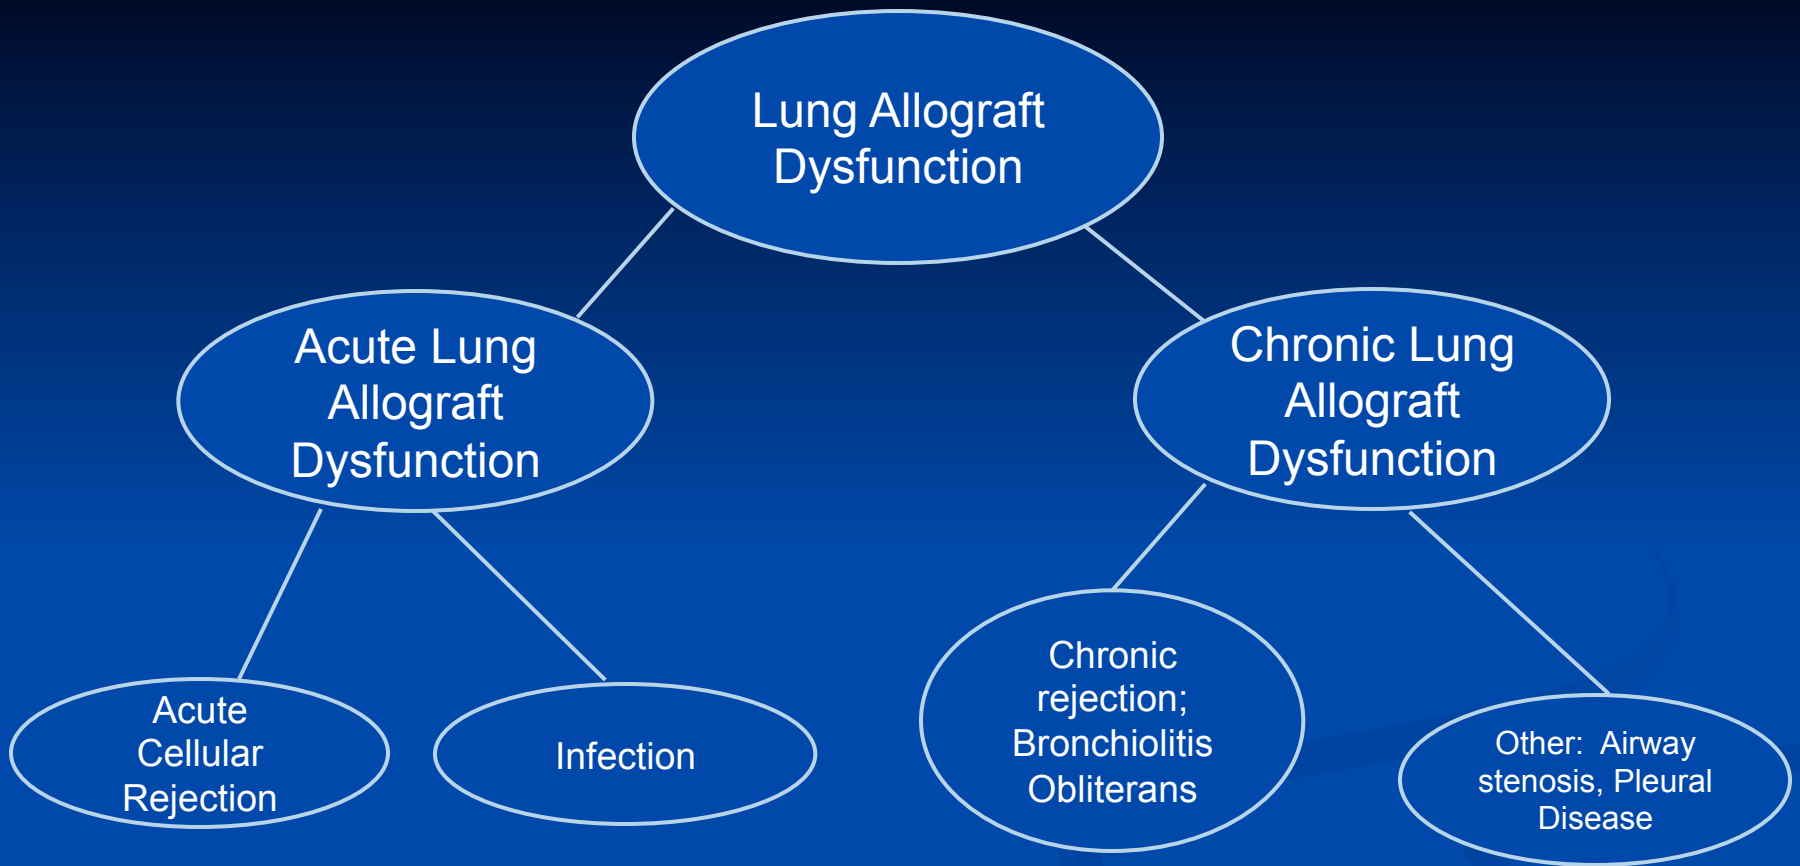 Lung Allograft
Dysfunction
Acute Lung
Allograft
Dysfunction
Chronic Lung
Allograft
Dysfunction
Acute
Cellular
Rejection
Infection
Chronic
rejection;
Bronchiolitis
Obliterans
Other:  Airway
stenosis, Pleural
Disease